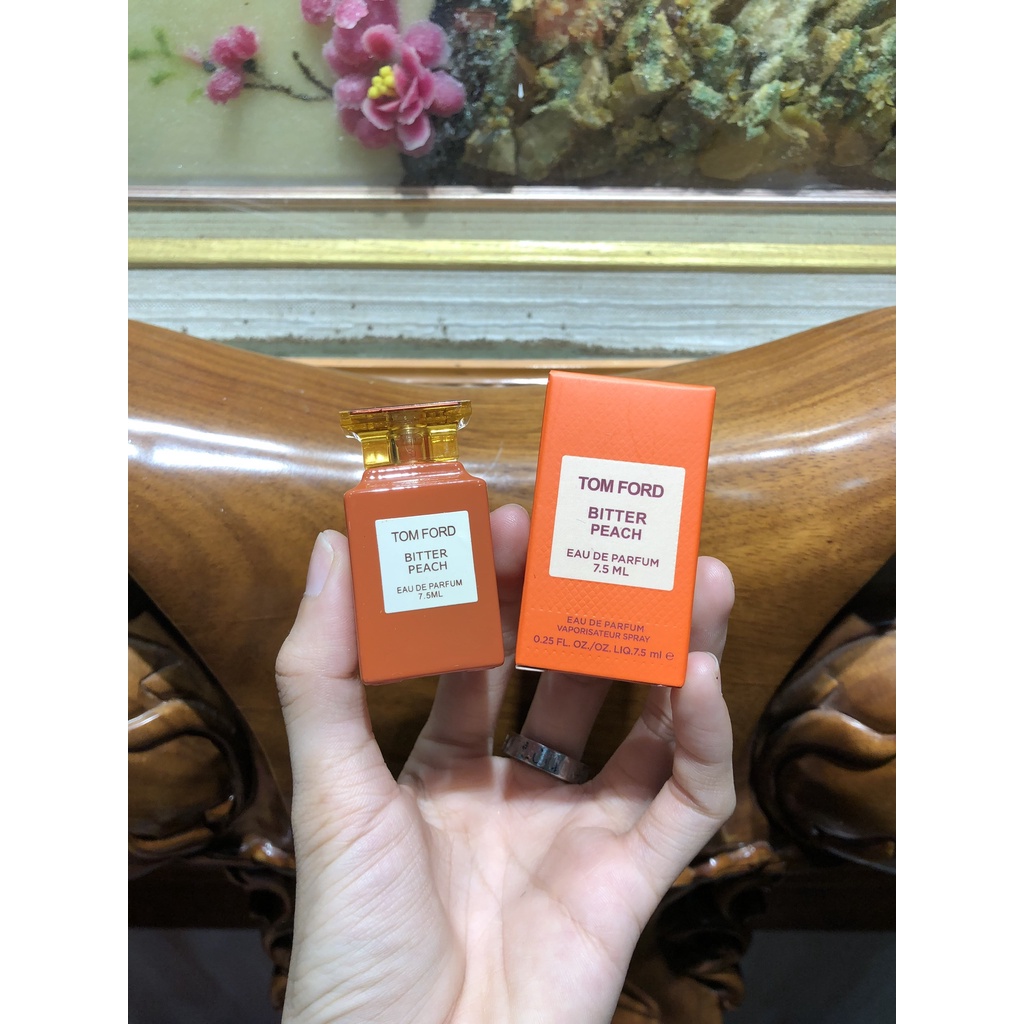 TOM FORD
BITTER
PEACH
EAU DE PARFUM
7.5ML
TOM FORD
BITTER
PEACH
EAU DE PARFUM
7.5 ML
EAU DE PARFUM
VAPORISATEUR SPRAY
0.25 FL. OZ./OZ. LIQ.7.5 ml ℮